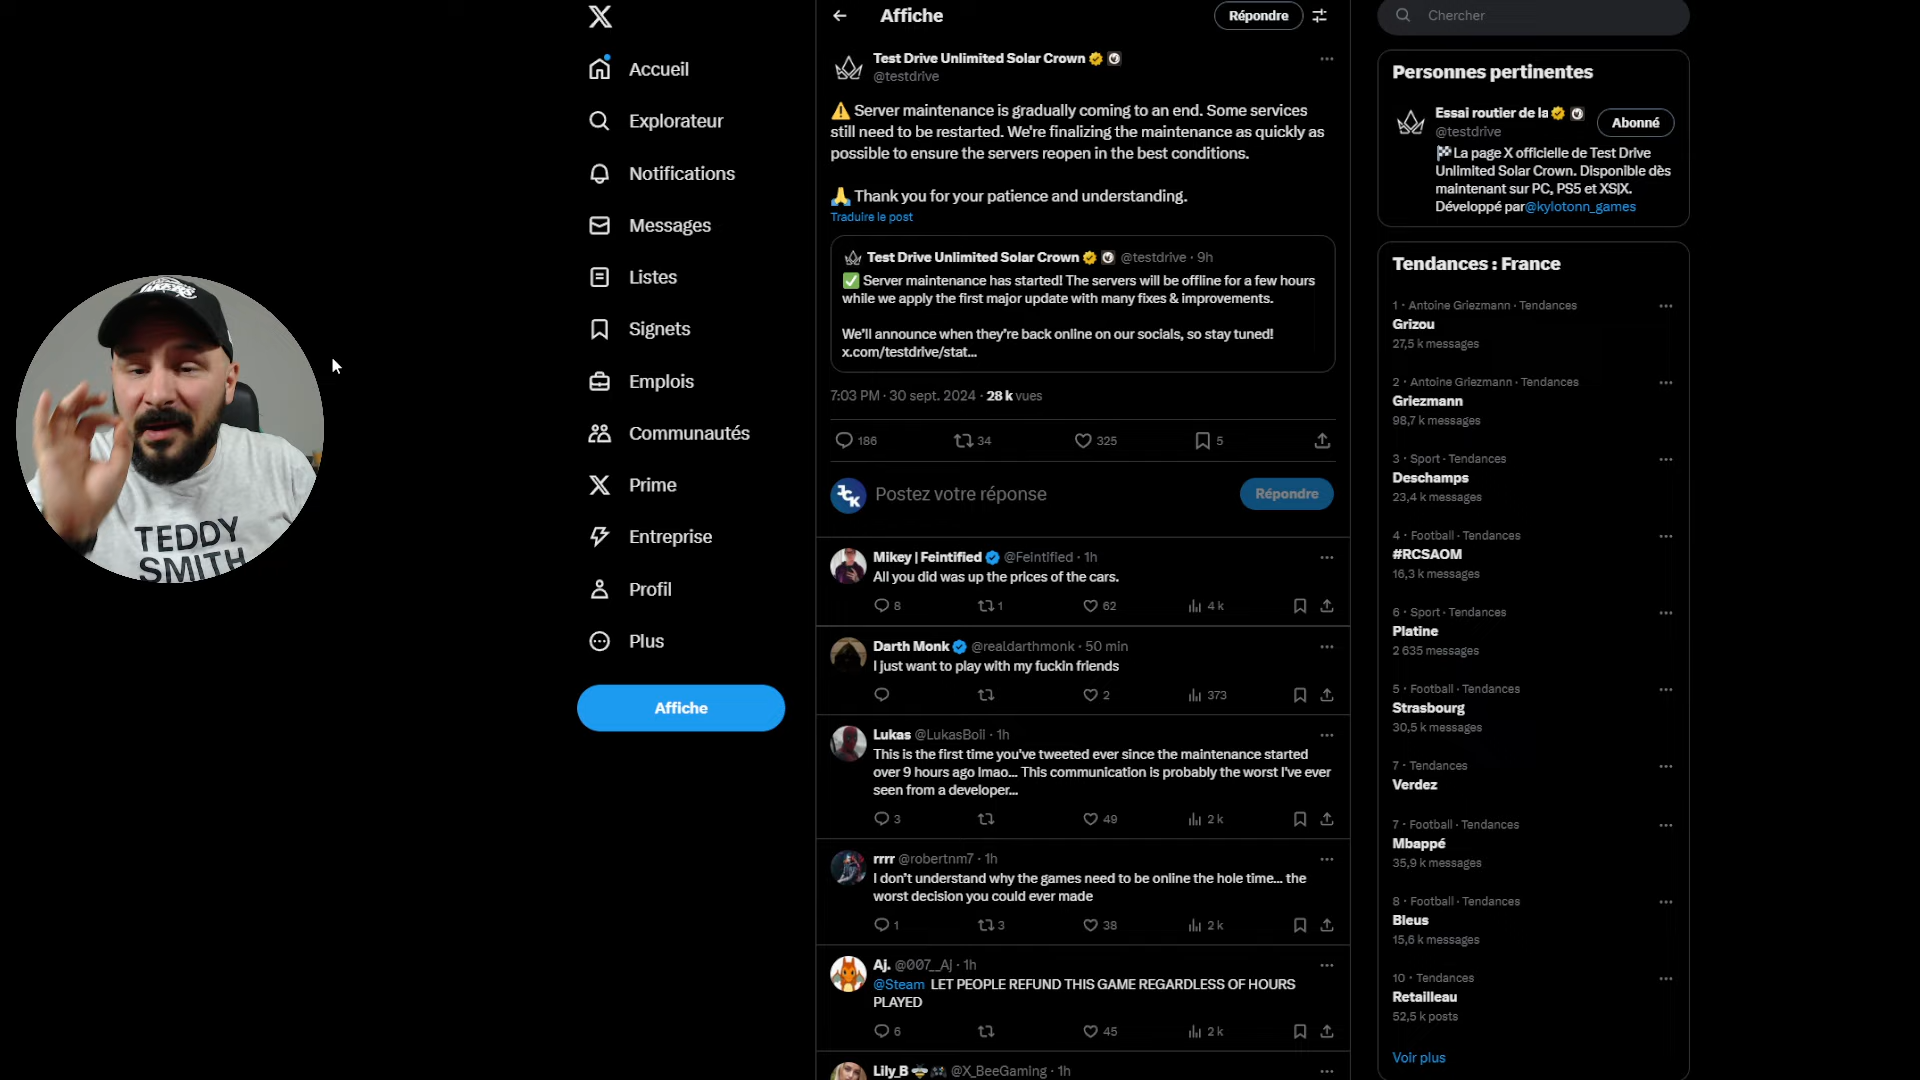 Accueil
Explorateur
Notifications
Messages
Listes
Signets
Emplois
Communautés
Prime
Entreprise
Profil
Plus
Affiche
TEDDY
SMITH
Affiche
Répondre
Test Drive Unlimited Solar Crown
@testdrive
⚠️ Server maintenance is gradually coming to an end. Some services
still need to be restarted. We're finalizing the maintenance as quickly as
possible to ensure the servers reopen in the best conditions.
🙏 Thank you for your patience and understanding.
Traduire le post
Test Drive Unlimited Solar Crown @testdrive · 9h
✅ Server maintenance has started! The servers will be offline for a few hours
while we apply the first major update with many fixes & improvements.
We'll announce when they're back online on our socials, so stay tuned!
x.com/testdrive/stat...
7:03 PM · 30 sept. 2024 · 28 k vues
186 34 325 5
Postez votre réponse
Répondre
Mikey | Feintified @Feintified · 1h
All you did was up the prices of the cars.
8 1 62 4 k
Darth Monk @realdarthmonk · 50 min
I just want to play with my fuckin friends
2 373
Lukas @LukasBoii · 1h
This is the first time you've tweeted ever since the maintenance started
over 9 hours ago lmao... This communication is probably the worst I've ever
seen from a developer...
3 49 2 k
rrrr @robertnm7 · 1h
I don't understand why the games need to be online the hole time... the
worst decision you could ever made
1 3 38 2 k
Aj. @007__Aj · 1h
@Steam LET PEOPLE REFUND THIS GAME REGARDLESS OF HOURS
PLAYED
6 45 2 k
Lily_B 🐝🎮 @X_BeeGaming · 1h
Chercher
Personnes pertinentes
Essai routier de la
@testdrive
Abonné
🏁La page X officielle de Test Drive
Unlimited Solar Crown. Disponible dès
maintenant sur PC, PS5 et XS|X.
Développé par@kylotonn_games
Tendances : France
1 · Antoine Griezmann · Tendances
Grizou
27,5 k messages
2 · Antoine Griezmann · Tendances
Griezmann
98,7 k messages
3 · Sport · Tendances
Deschamps
23,4 k messages
4 · Football · Tendances
#RCSAOM
16,3 k messages
6 · Sport · Tendances
Platine
2 635 messages
5 · Football · Tendances
Strasbourg
30,5 k messages
7 · Tendances
Verdez
7 · Football · Tendances
Mbappé
35,9 k messages
8 · Football · Tendances
Bleus
15,6 k messages
10 · Tendances
Retailleau
52,5 k posts
Voir plus